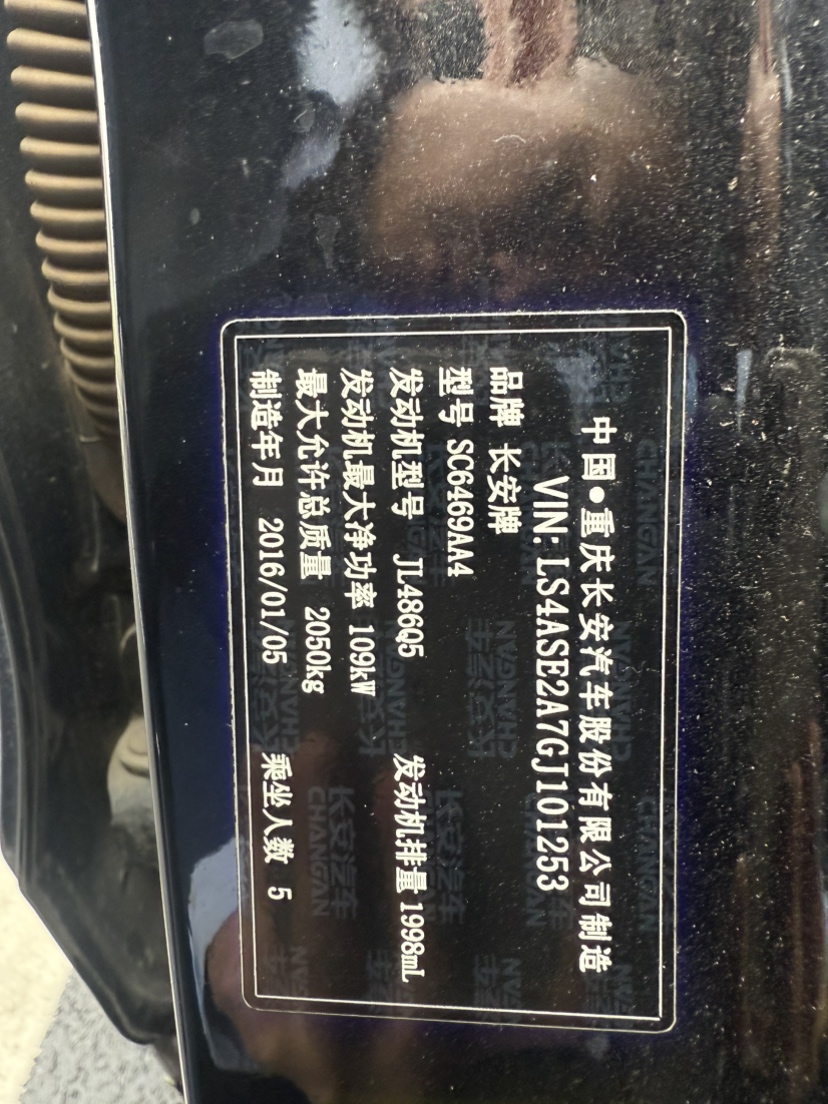 中国●重庆长安汽车股份有限公司制造
VIN: LS4ASE2A7GJ101253
品牌 长安牌
型号 SC6469AA4
发动机型号 JL486Q5 发动机排量 1998mL
发动机最大净功率 109kW
最大允许总质量 2050kg
制造年月 2016/01/05 乘坐人数 5